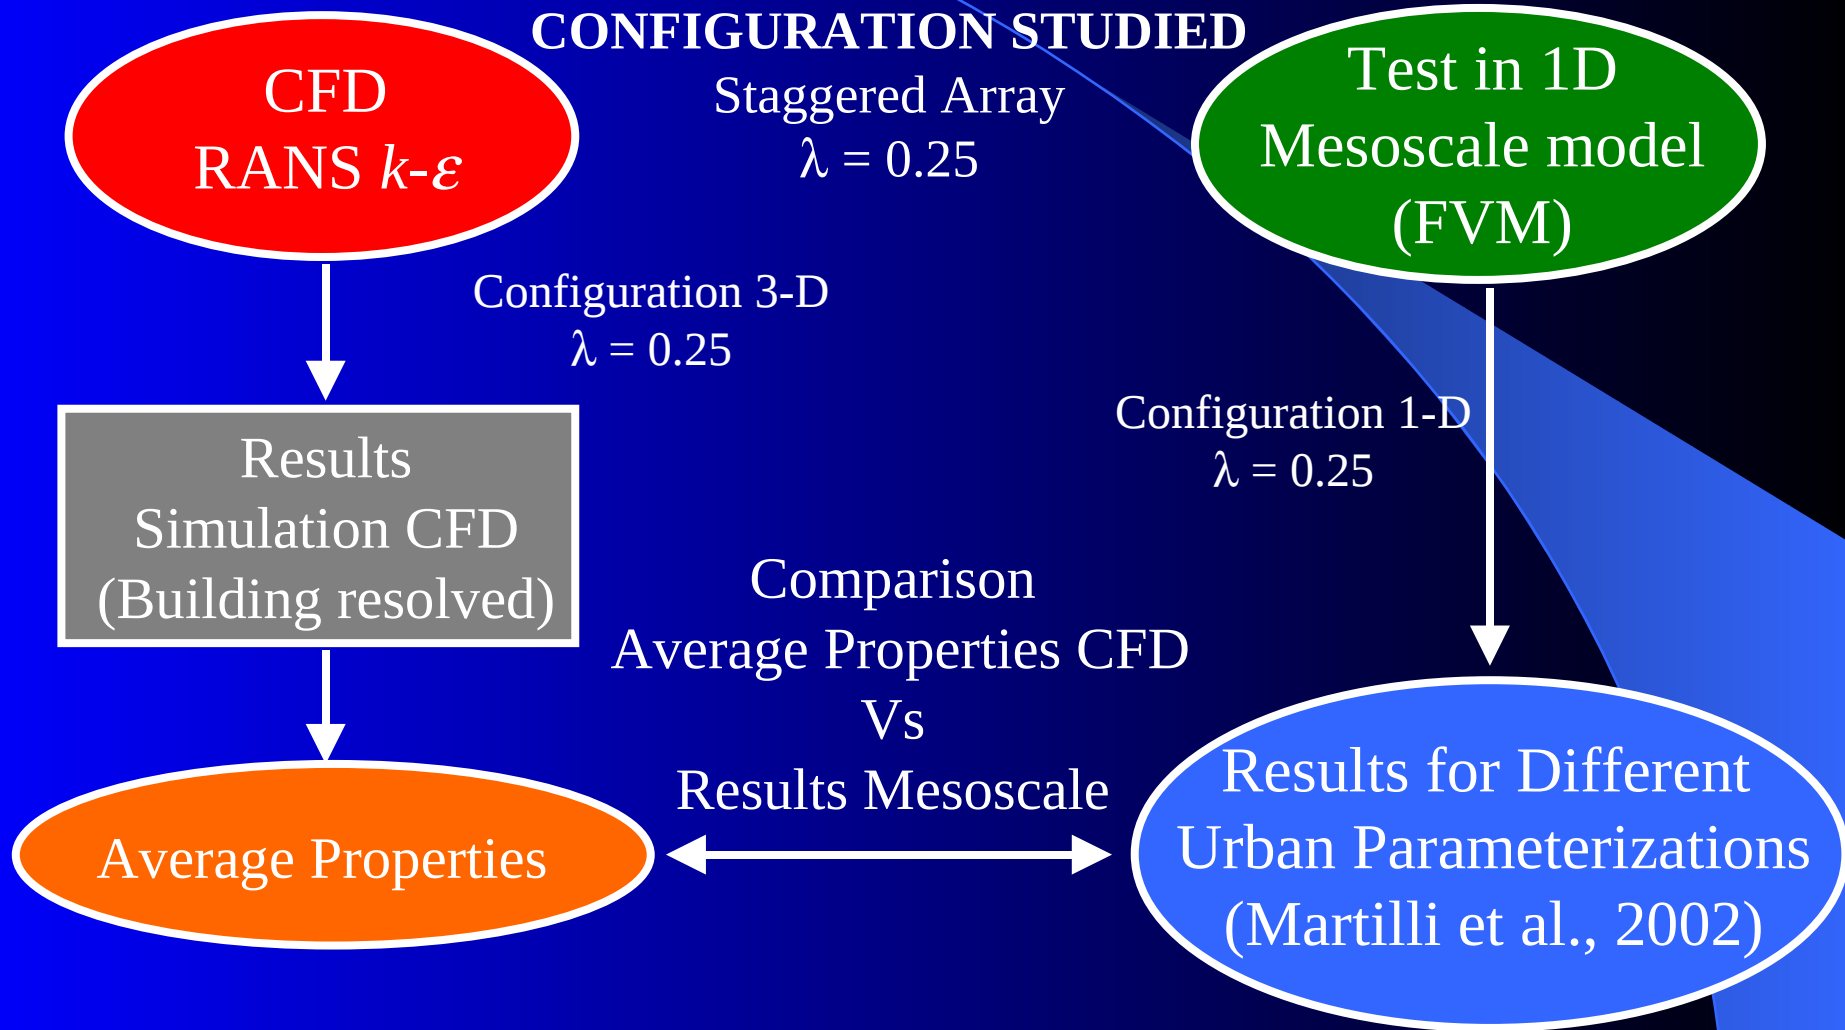 CONFIGURATION STUDIED
Staggered Array
λ = 0.25
CFD
RANS k-ε
Test in 1D
Mesoscale model
(FVM)
Configuration 3-D
λ = 0.25
Configuration 1-D
λ = 0.25
Results
Simulation CFD
(Building resolved)
Comparison
Average Properties CFD
Vs
Results Mesoscale
Average Properties
Results for Different
Urban Parameterizations
(Martilli et al., 2002)